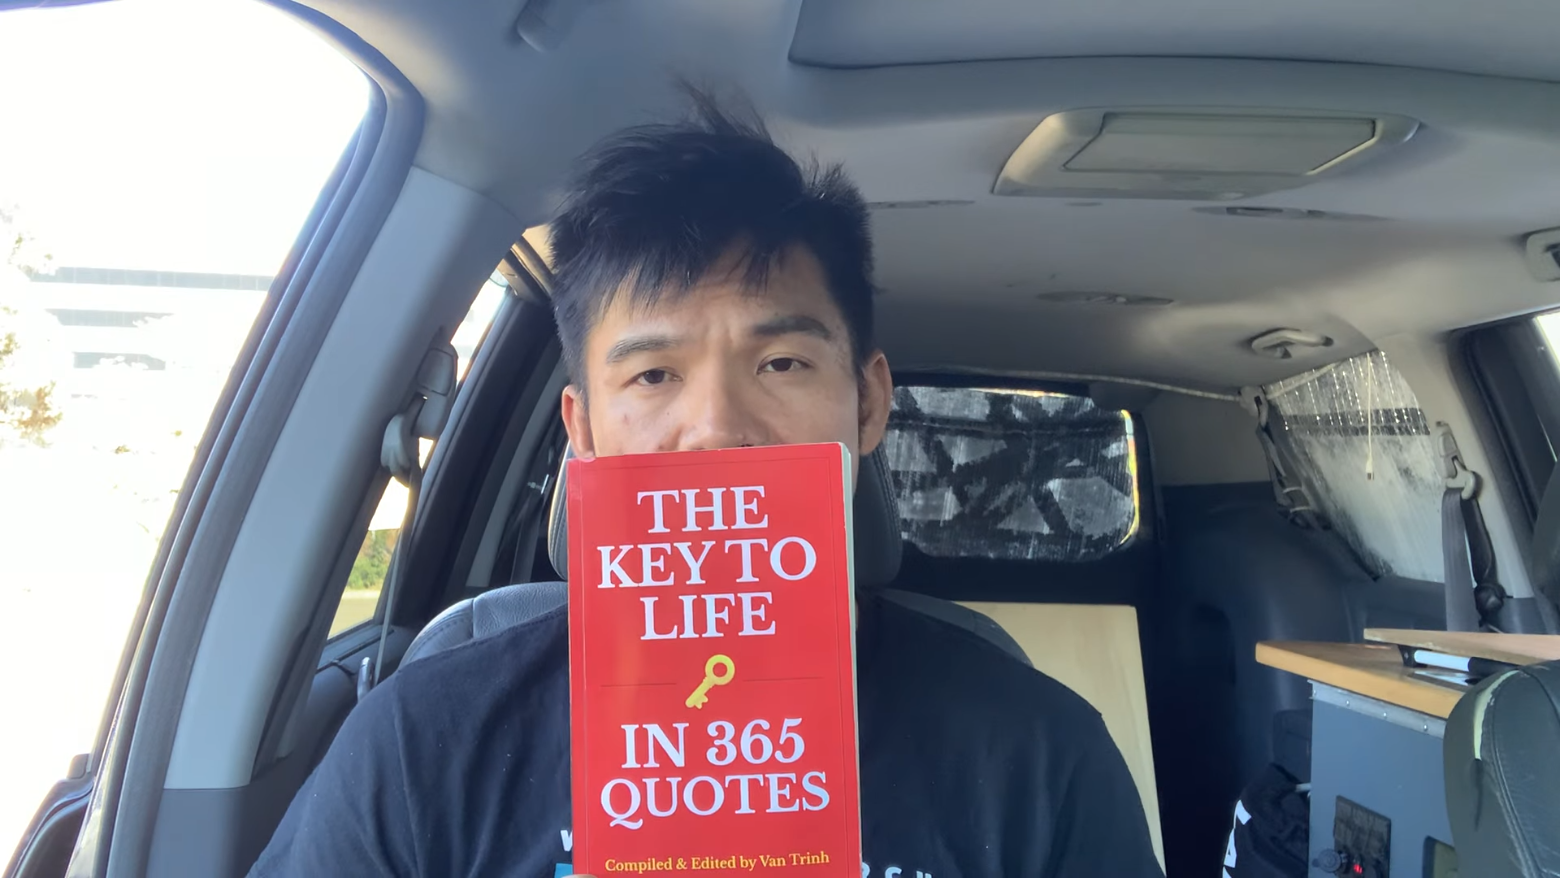 THE
KEY TO
LIFE
IN 365
QUOTES
Compiled & Edited by Van Trinh